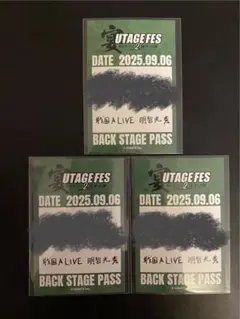 宴 UTAGE FES
DATE 2025.09.06
戦国ALIVE 明智光秀
BACK STAGE PASS
宴 UTAGE FES
DATE 2025.09.06
戦国ALIVE 明智光秀
BACK STAGE PASS
宴 UTAGE FES
DATE 2025.09.06
戦国ALIVE 明智光秀
BACK STAGE PASS